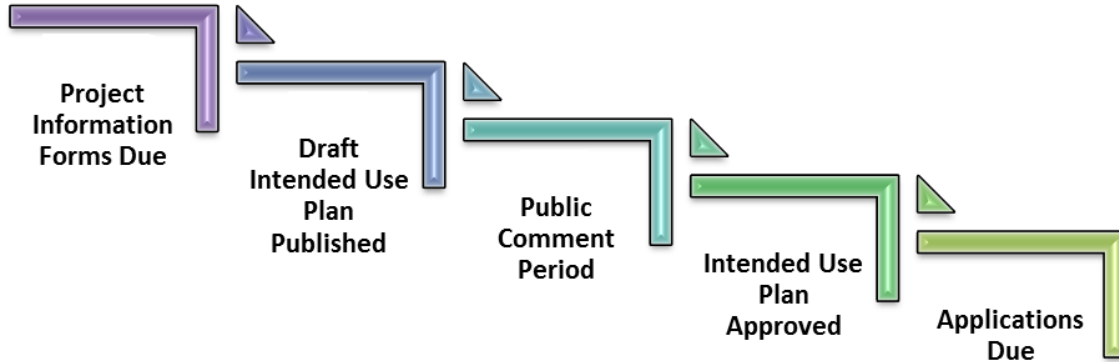 Project
Information
Forms Due
Draft
Intended Use
Plan
Published
Public
Comment
Period
Intended Use
Plan
Approved
Applications
Due